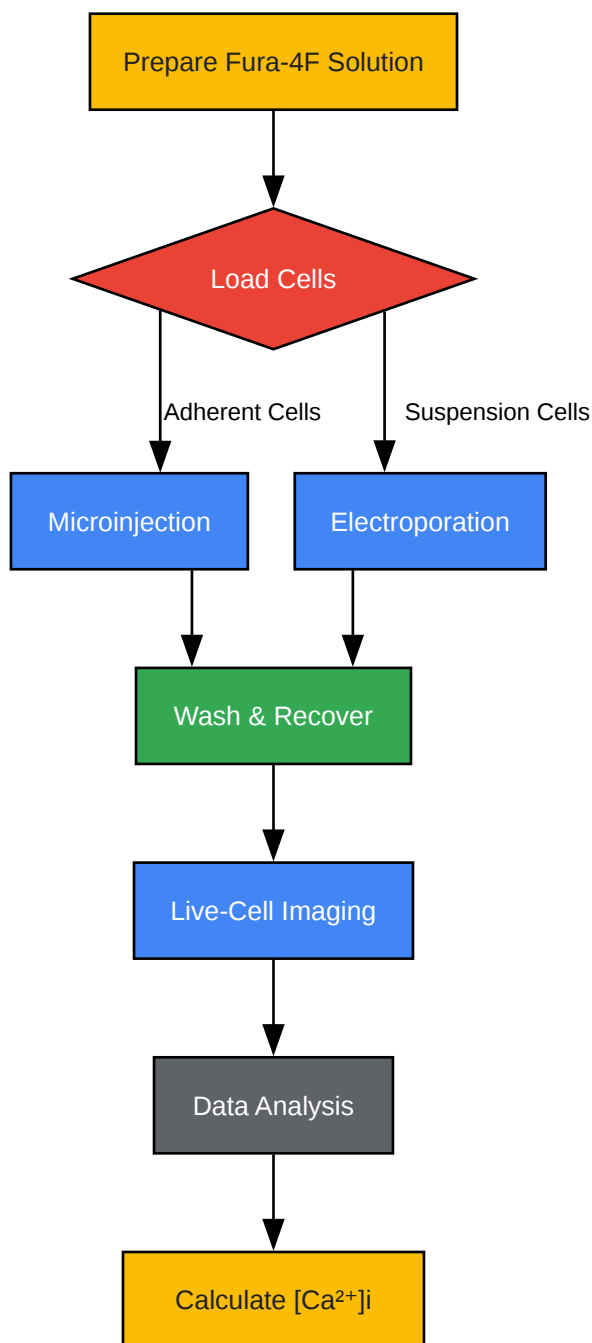 Prepare Fura-4F Solution
Load Cells
Adherent Cells
Suspension Cells
Microinjection
Electroporation
Wash & Recover
Live-Cell Imaging
Data Analysis
Calculate [Ca²⁺]i